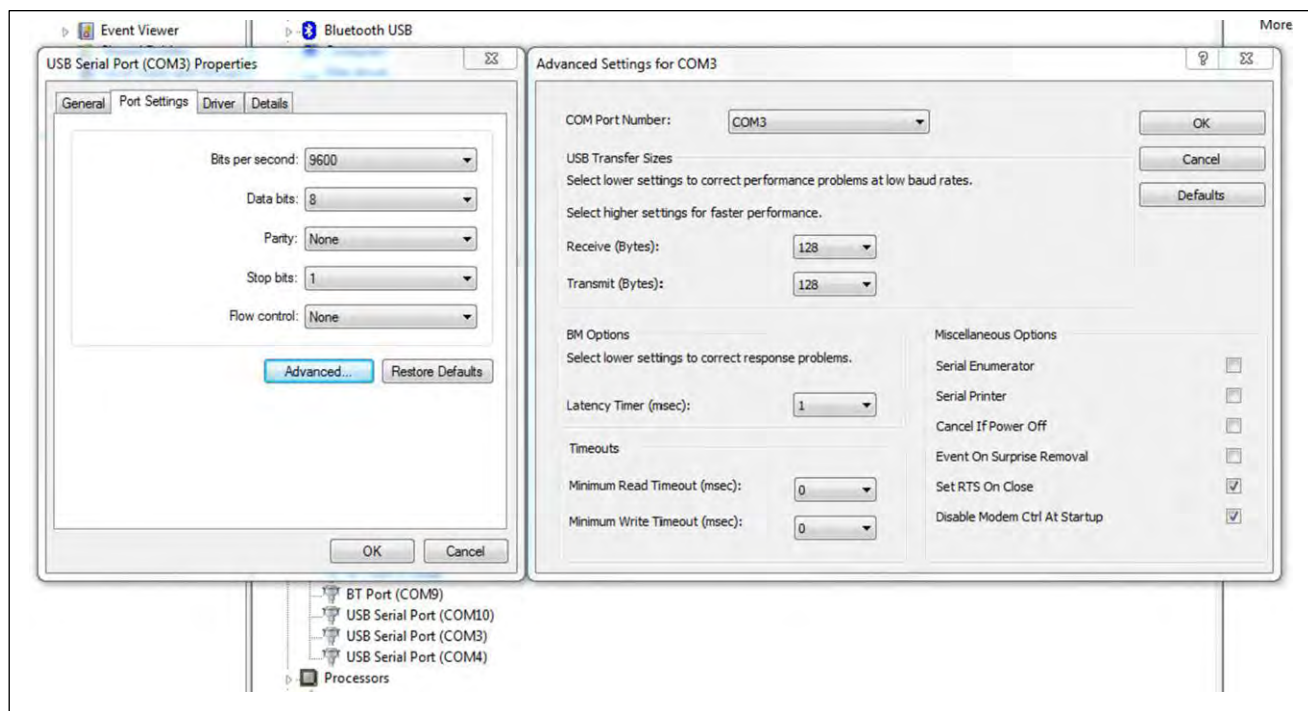 Event Viewer
Bluetooth USB
More
USB Serial Port (COM3) Properties
General Port Settings Driver Details
Bits per second: 9600
Data bits: 8
Parity: None
Stop bits: 1
Flow control: None
Advanced... Restore Defaults
OK Cancel
Advanced Settings for COM3
COM Port Number: COM3
OK
USB Transfer Sizes
Cancel
Select lower settings to correct performance problems at low baud rates.
Defaults
Select higher settings for faster performance.
Receive (Bytes): 128
Transmit (Bytes): 128
BM Options
Select lower settings to correct response problems.
Latency Timer (msec): 1
Timeouts
Minimum Read Timeout (msec): 0
Minimum Write Timeout (msec): 0
Miscellaneous Options
Serial Enumerator
Serial Printer
Cancel If Power Off
Event On Surprise Removal
Set RTS On Close
Disable Modem Ctrl At Startup
BT Port (COM9)
USB Serial Port (COM10)
USB Serial Port (COM3)
USB Serial Port (COM4)
Processors